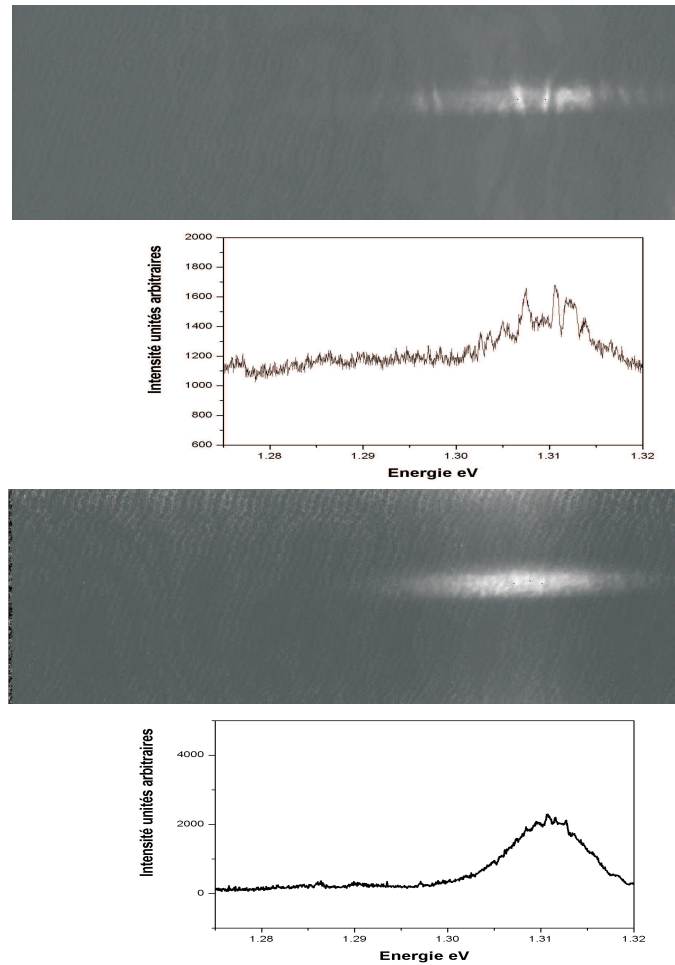 Intensité unités arbitraires
2000
1800
1600
1400
1200
1000
800
600
1.28 1.29 1.30 1.31 1.32
Energie eV
Intensité unités arbitraires
4000
2000
0
1.28 1.29 1.30 1.31 1.32
Energie eV